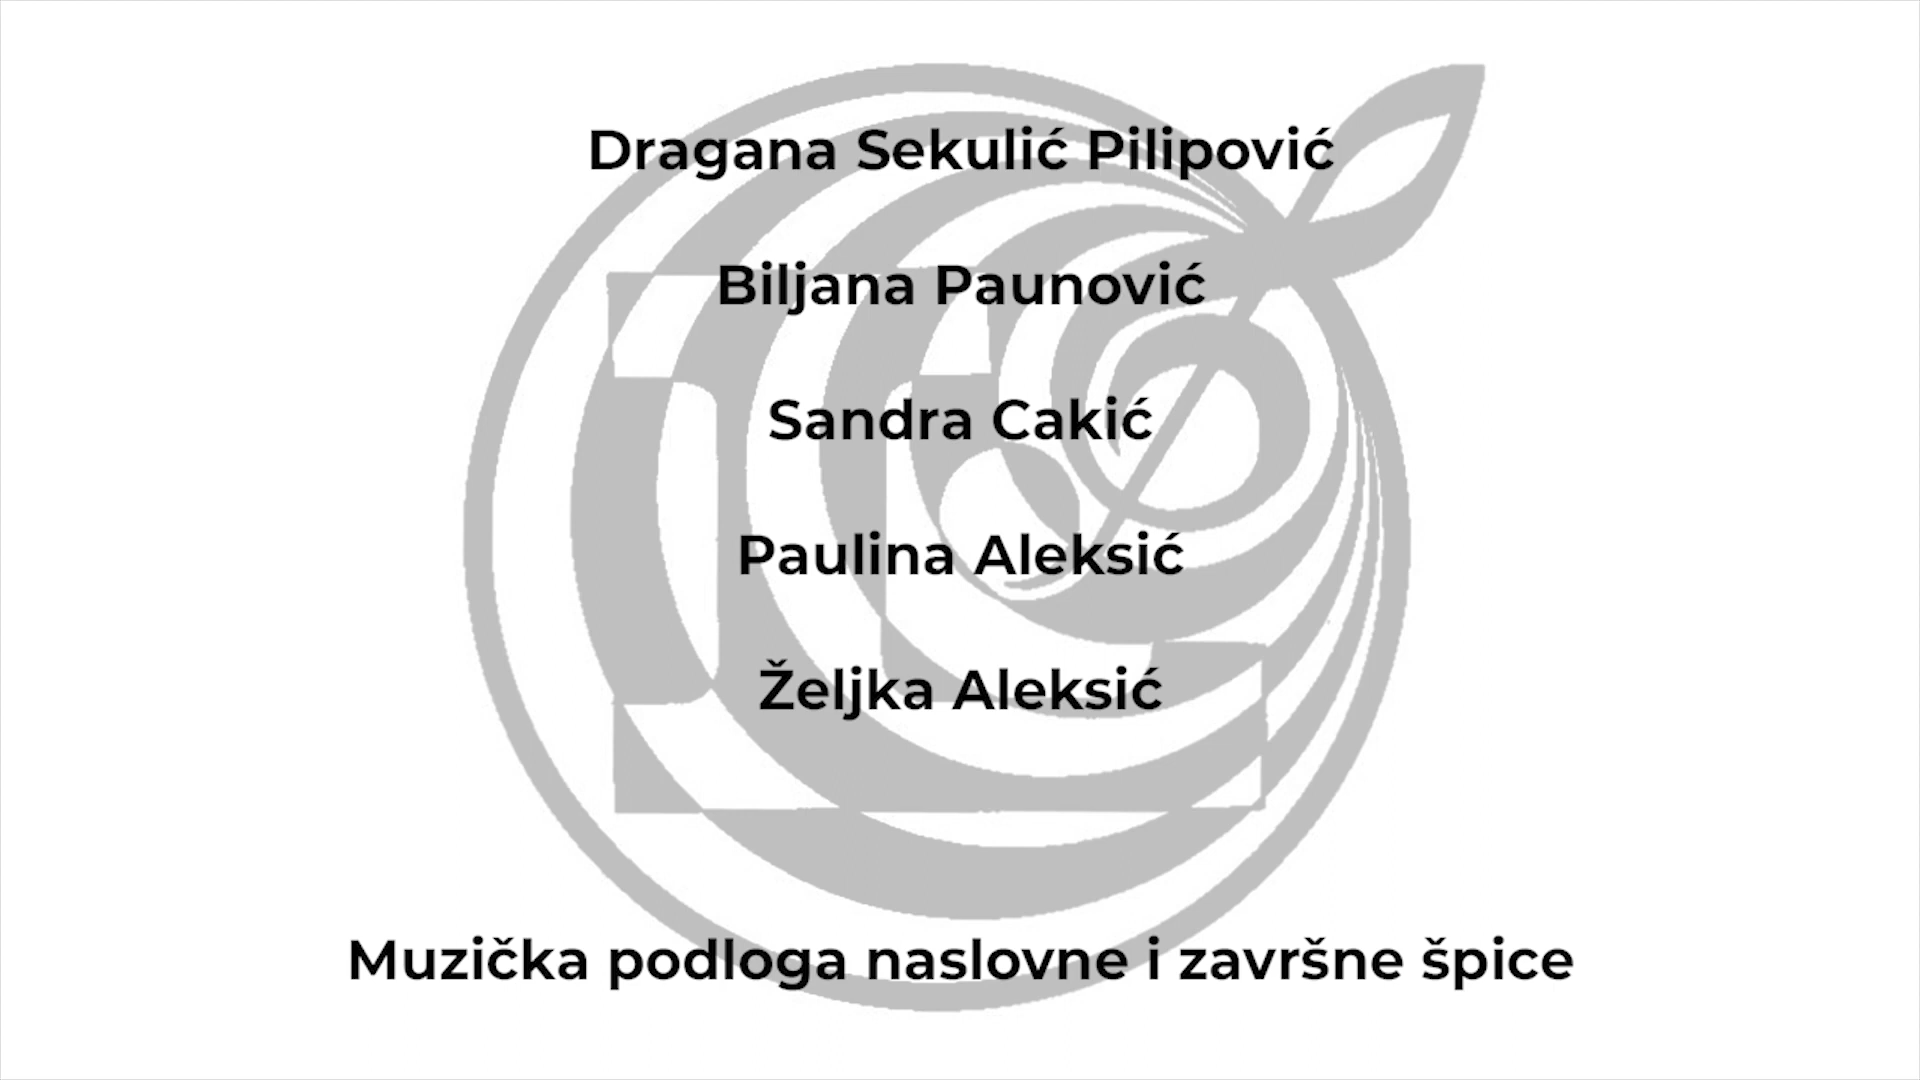 Dragana Sekulić Pilipović
Biljana Paunović
Sandra Cakić
Paulina Aleksić
Željka Aleksić
Muzička podloga naslovne i završne špice